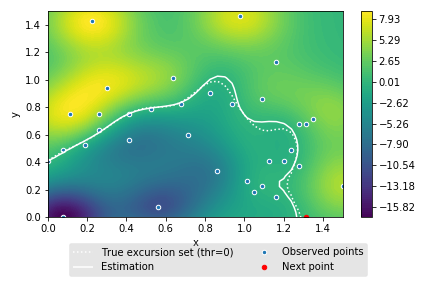 1.4
1.2
1.0
0.8
0.6
0.4
0.2
0.0
y
0.0 0.2 0.4 0.6 0.8 1.0 1.2 1.4
x
7.93
5.29
2.65
0.01
−2.62
−5.26
−7.90
−10.54
−13.18
−15.82
True excursion set (thr=0)
Estimation
Observed points
Next point